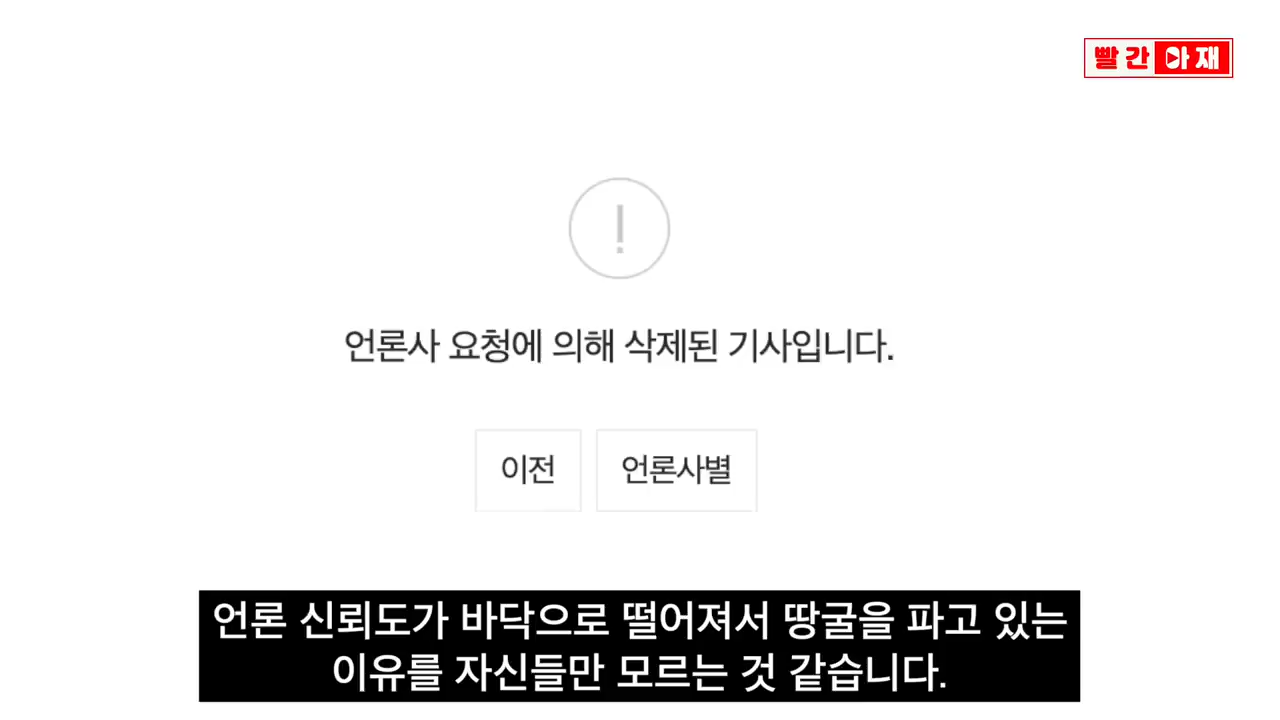 빨간아재
!
언론사 요청에 의해 삭제된 기사입니다.
이전 언론사별
언론 신뢰도가 바닥으로 떨어져서 땅굴을 파고 있는
이유를 자신들만 모르는 것 같습니다.